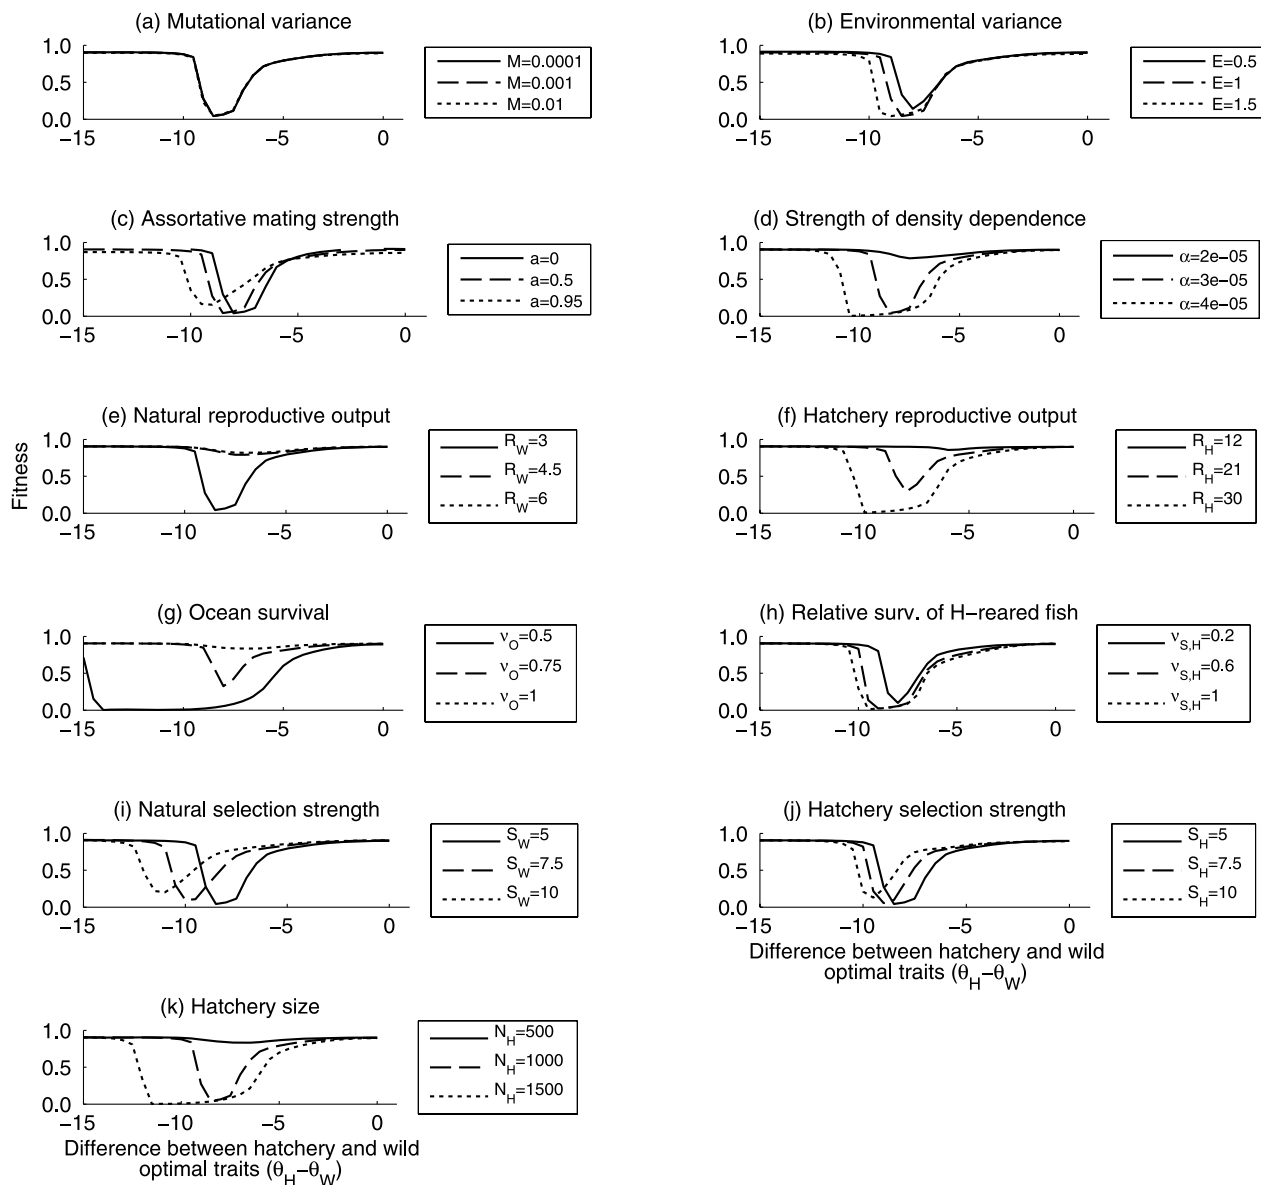 (a) Mutational variance
1.0
0.5
0.0
−15
−10
−5
0
M=0.0001
M=0.001
M=0.01
(b) Environmental variance
1.0
0.5
0.0
−15
−10
−5
0
E=0.5
E=1
E=1.5
(c) Assortative mating strength
1.0
0.5
0.0
−15
−10
−5
0
a=0
a=0.5
a=0.95
(d) Strength of density dependence
1.0
0.5
0.0
−15
−10
−5
0
α=2e−05
α=3e−05
α=4e−05
(e) Natural reproductive output
Fitness
1.0
0.5
0.0
−15
−10
−5
0
R_W=3
R_W=4.5
R_W=6
(f) Hatchery reproductive output
1.0
0.5
0.0
−15
−10
−5
0
R_H=12
R_H=21
R_H=30
(g) Ocean survival
1.0
0.5
0.0
−15
−10
−5
0
ν_O=0.5
ν_O=0.75
ν_O=1
(h) Relative surv. of H−reared fish
1.0
0.5
0.0
−15
−10
−5
0
ν_S,H=0.2
ν_S,H=0.6
ν_S,H=1
(i) Natural selection strength
1.0
0.5
0.0
−15
−10
−5
0
S_W=5
S_W=7.5
S_W=10
(j) Hatchery selection strength
1.0
0.5
0.0
−15
−10
−5
0
S_H=5
S_H=7.5
S_H=10
Difference between hatchery and wild
optimal traits (θ_H−θ_W)
(k) Hatchery size
1.0
0.5
0.0
−15
−10
−5
0
N_H=500
N_H=1000
N_H=1500
Difference between hatchery and wild
optimal traits (θ_H−θ_W)